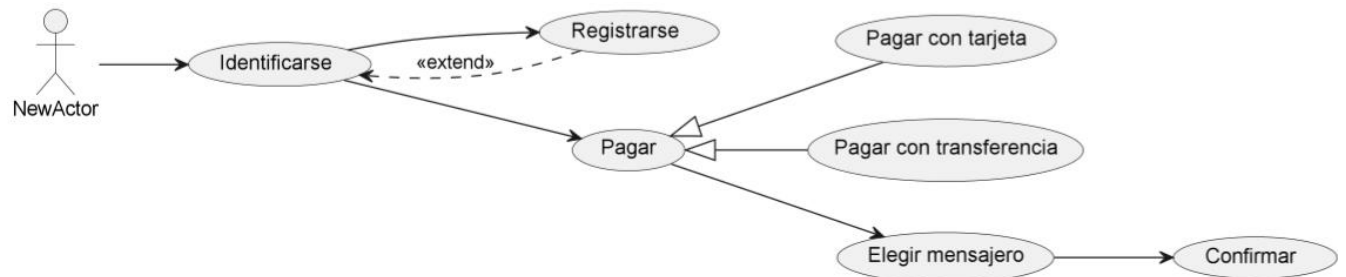 NewActor
Identificarse
Registrarse
«extend»
Pagar
Pagar con tarjeta
Pagar con transferencia
Elegir mensajero
Confirmar